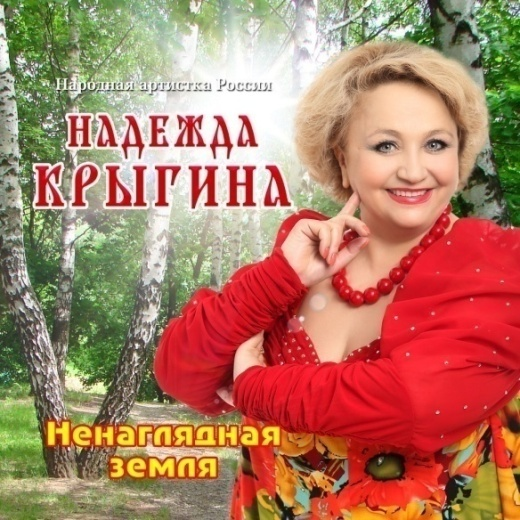 Народная артистка России
НАДЕЖДА
КРЫГИНА
Ненаглядная
земля